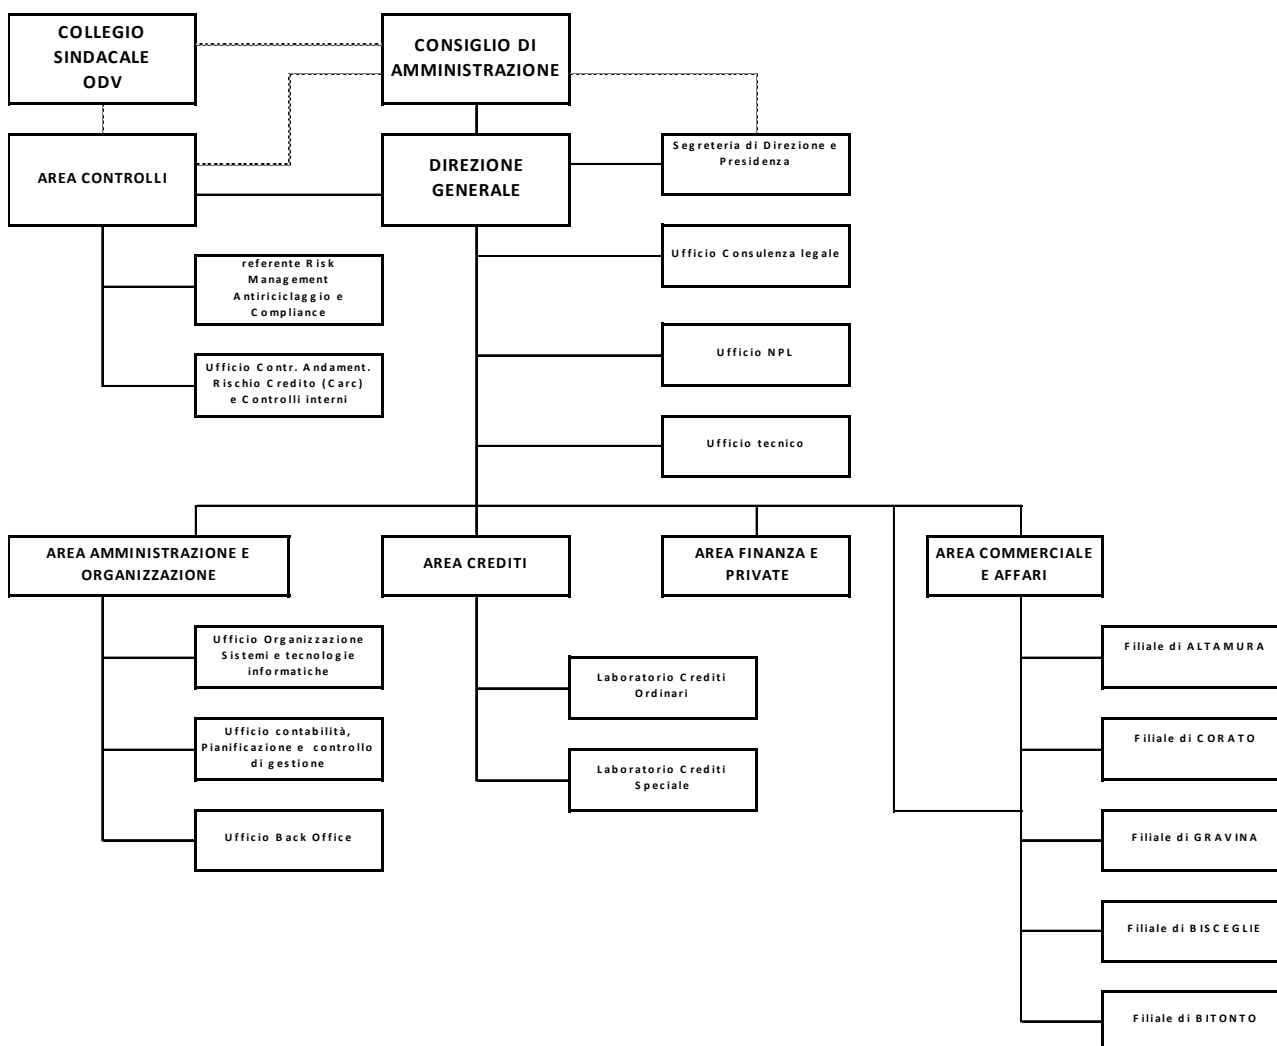 COLLEGIO
SINDACALE
ODV
CONSIGLIO DI
AMMINISTRAZIONE
AREA CONTROLLI
DIREZIONE
GENERALE
Segreteria di Direzione e
Presidenza
Ufficio Consulenza legale
referente Risk
Management
Antiriciclaggio e
Compliance
Ufficio NPL
Ufficio Contr. Andament.
Rischio Credito (Carc)
e Controlli interni
Ufficio tecnico
AREA AMMINISTRAZIONE E
ORGANIZZAZIONE
AREA CREDITI
AREA FINANZA E
PRIVATE
AREA COMMERCIALE
E AFFARI
Ufficio Organizzazione
Sistemi e tecnologie
informatiche
Ufficio contabilità,
Pianificazione e controllo
di gestione
Ufficio Back Office
Laboratorio Crediti
Ordinari
Laboratorio Crediti
Speciale
Filiale di ALTAMURA
Filiale di CORATO
Filiale di GRAVINA
Filiale di BISCEGLIE
Filiale di BITONTO